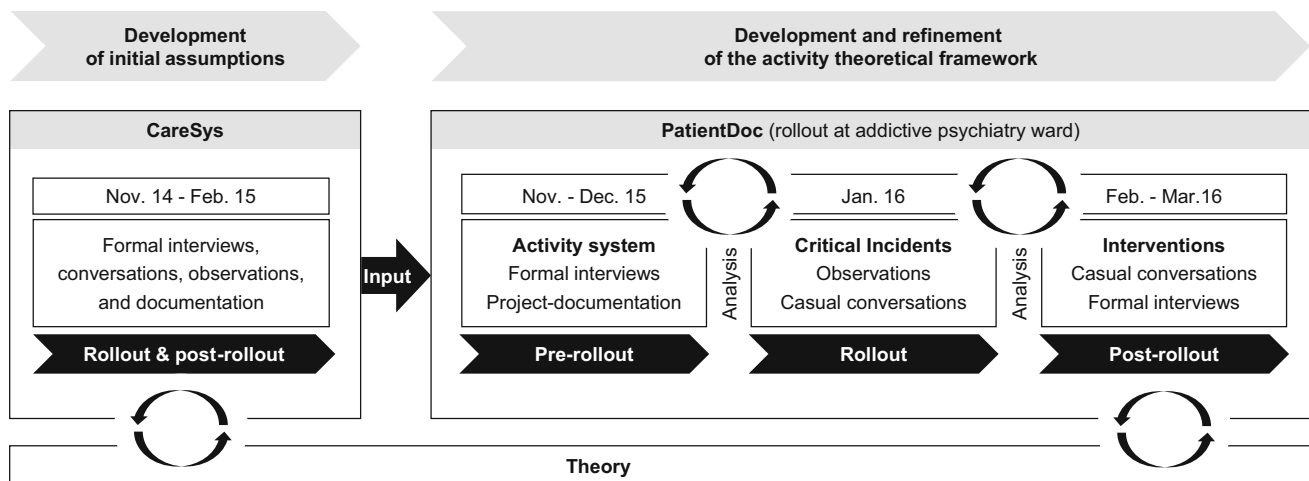 Development
of initial assumptions
Development and refinement
of the activity theoretical framework
CareSys
Nov. 14 - Feb. 15
Formal interviews,
conversations, observations,
and documentation
Rollout & post-rollout
Input
PatientDoc (rollout at addictive psychiatry ward)
Nov. - Dec. 15
Activity system
Formal interviews
Project-documentation
Pre-rollout
Analysis
Jan. 16
Critical Incidents
Observations
Casual conversations
Rollout
Analysis
Feb. - Mar.16
Interventions
Casual conversations
Formal interviews
Post-rollout
Theory